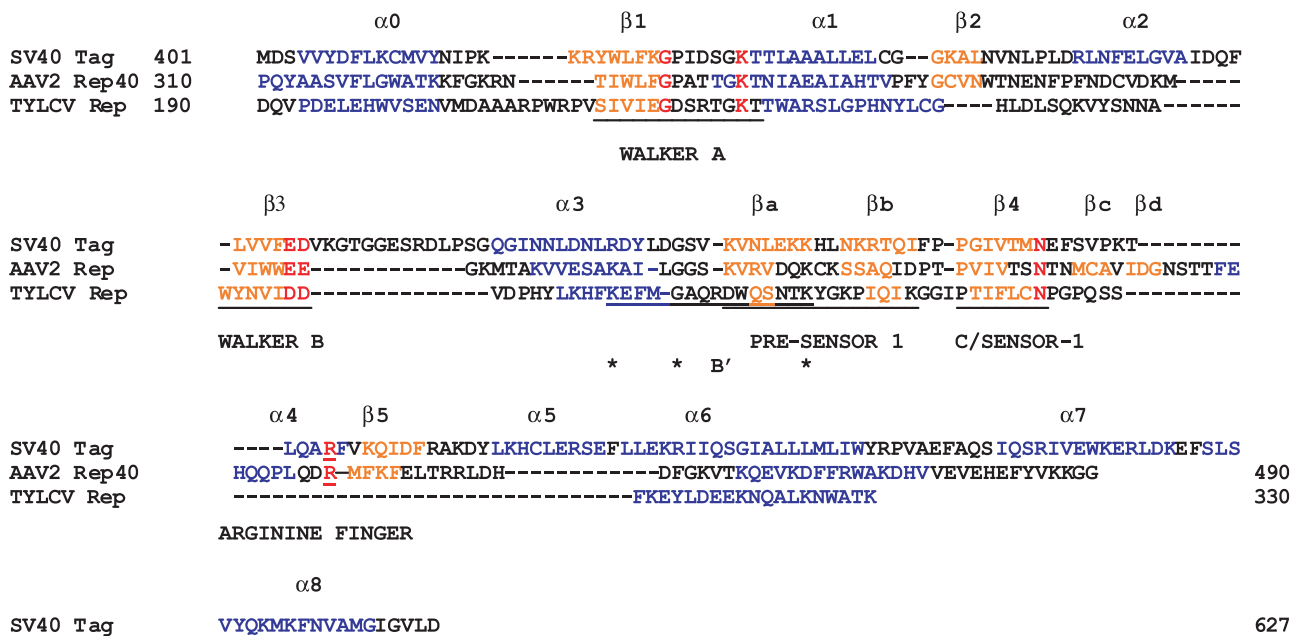 α0 β1 α1 β2 α2
SV40 Tag 401 MDSVVYDFLKCMVYNIPK------KRYWLFKGPIDSGKTTLAAALLELCG--GKALNVNLPLDRLNFELGVAIDQF
AAV2 Rep40 310 PQYAASVFLGWATKKFGKRN------TIWLFGPATTGKTNIAEAIAHTVPFYGCVNWTNENFPFNDCVDKM----
TYLCV Rep 190 DQVPDELEHWVSENVMDAAARPWRPVSIVIEGDSRTGKTTWARSLGPHNYLCG----HLDLSQKVYSNNA------
WALKER A
β3 α3 βa βb β4 βc βd
SV40 Tag -LVVFEDVKGTGGESRDLPSGQGINNLDNLRDYLDGSV-KVNLEKKHLNKRTQIFP-PGIVTMNEFSVPKT--------
AAV2 Rep -VIWWEE------------GKMTAKVVESAKAI-LGGS-KVRVDQKCKSSAQIDPT-PVIVTSNTNMCAVIDGNSTTFE
TYLCV Rep WYNVIDD--------------VDPHYLKHFKEFM-GAQRDWQSNTKYGKPIQIKGGIPTIFLCNPGPQSS---------
WALKER B PRE-SENSOR 1 C/SENSOR-1
* * B′ *
α4 β5 α5 α6 α7
SV40 Tag ----LQARFVKQIDFRAKDYLKHCLERSEFLLEKRIIQSGIALLLMLIWYRPVAEFAQSIQSRIVEWKERLDKEFSLS
AAV2 Rep40 HQQPLQDR—MFKFELTRRLDH------------DFGKVTKQEVKDFFRWAKDHVVEVEHEFYVKKGG 490
TYLCV Rep -------------------------------FKEYLDEEKNQALKNWATK 330
ARGININE FINGER
α8
SV40 Tag VYQKMKFNVAMGIGVLD 627